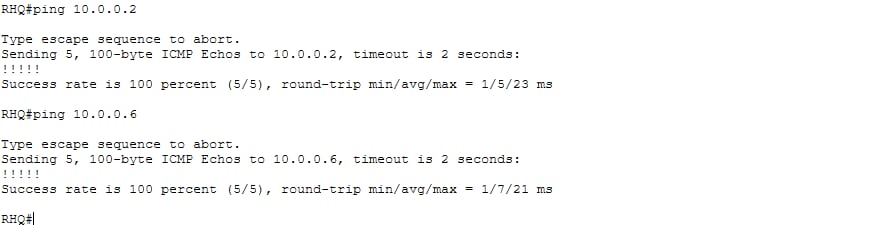 RHQ#ping 10.0.0.2
Type escape sequence to abort.
Sending 5, 100-byte ICMP Echos to 10.0.0.2, timeout is 2 seconds:
!!!!!
Success rate is 100 percent (5/5), round-trip min/avg/max = 1/5/23 ms
RHQ#ping 10.0.0.6
Type escape sequence to abort.
Sending 5, 100-byte ICMP Echos to 10.0.0.6, timeout is 2 seconds:
!!!!!
Success rate is 100 percent (5/5), round-trip min/avg/max = 1/7/21 ms
RHQ#